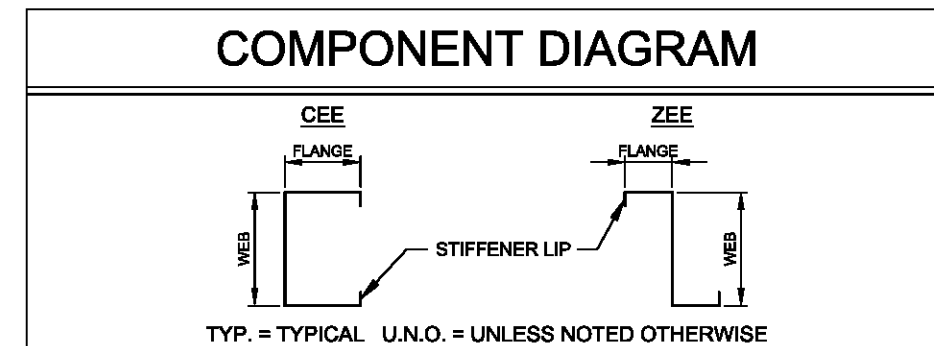 COMPONENT DIAGRAM
CEE
ZEE
FLANGE
FLANGE
WEB
STIFFENER LIP
WEB
TYP. = TYPICAL U.N.O. = UNLESS NOTED OTHERWISE